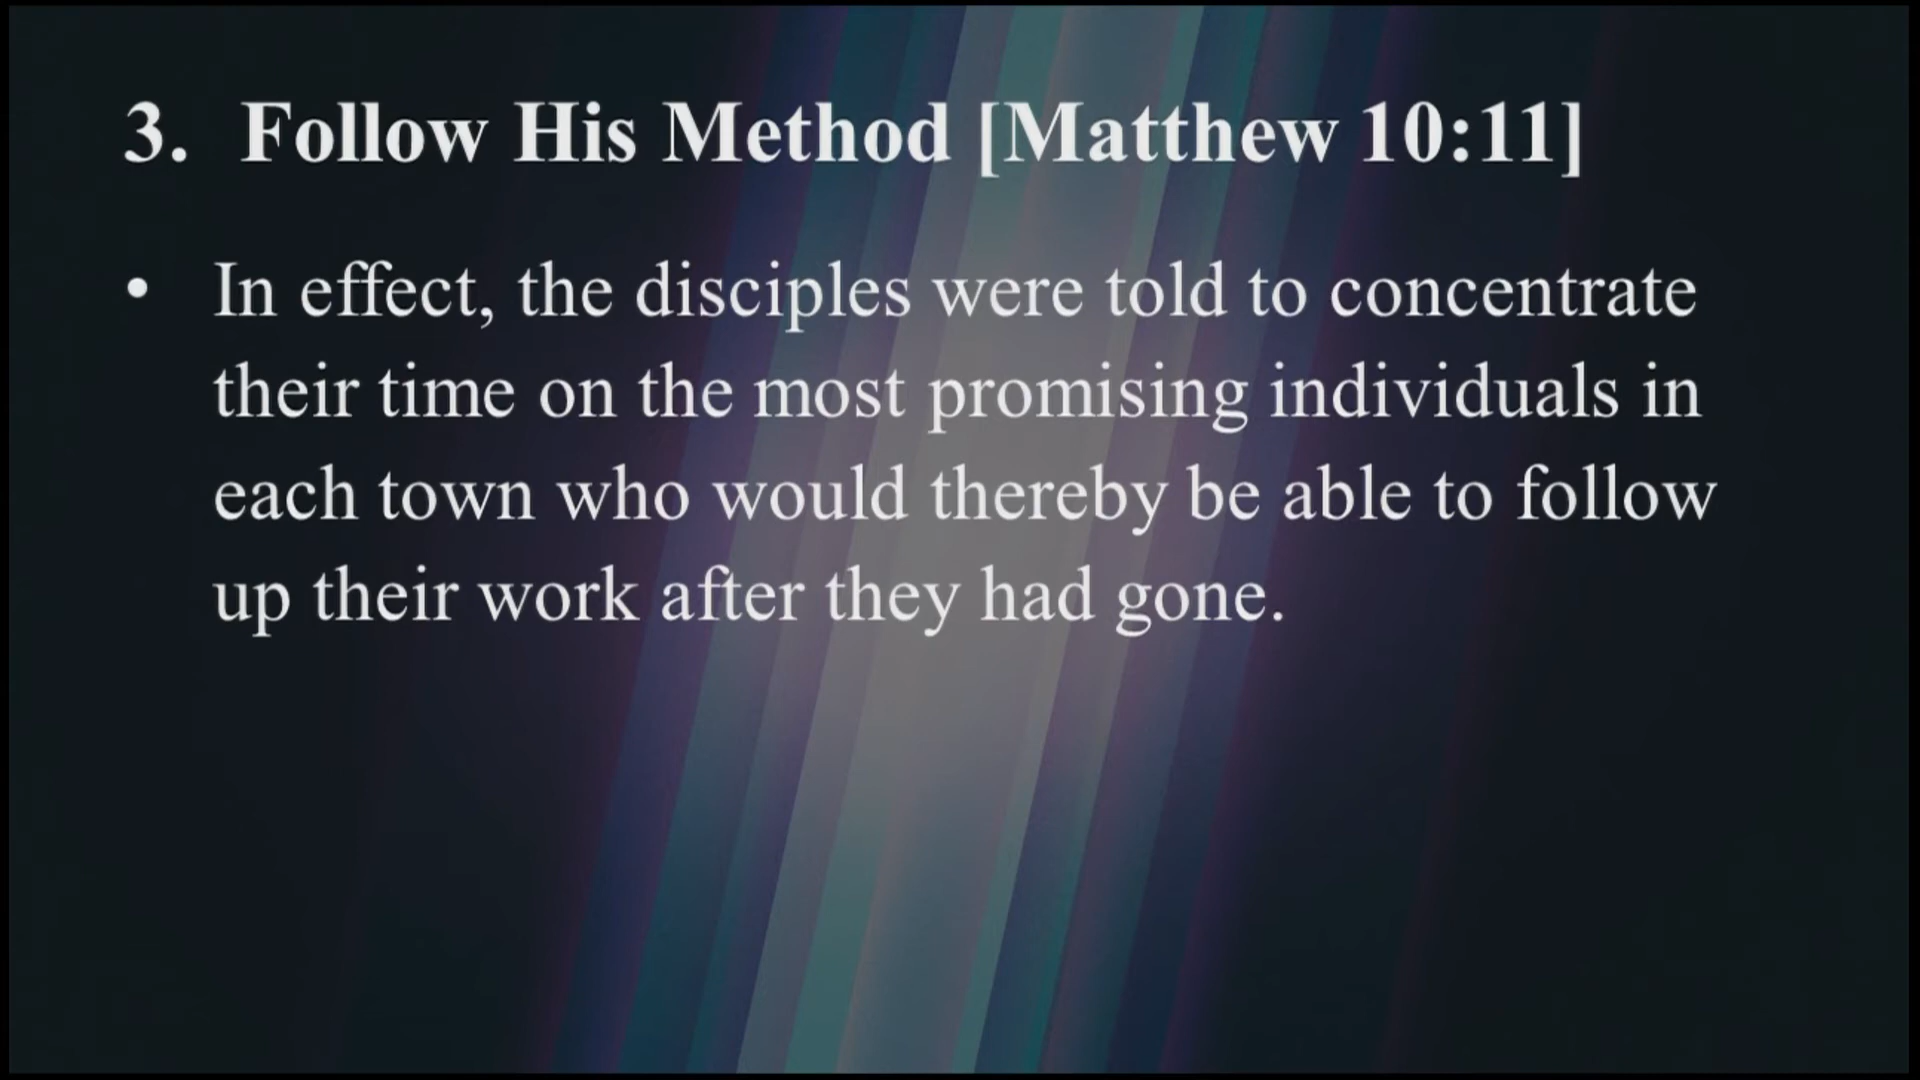 3. Follow His Method [Matthew 10:11]
• In effect, the disciples were told to concentrate
their time on the most promising individuals in
each town who would thereby be able to follow
up their work after they had gone.